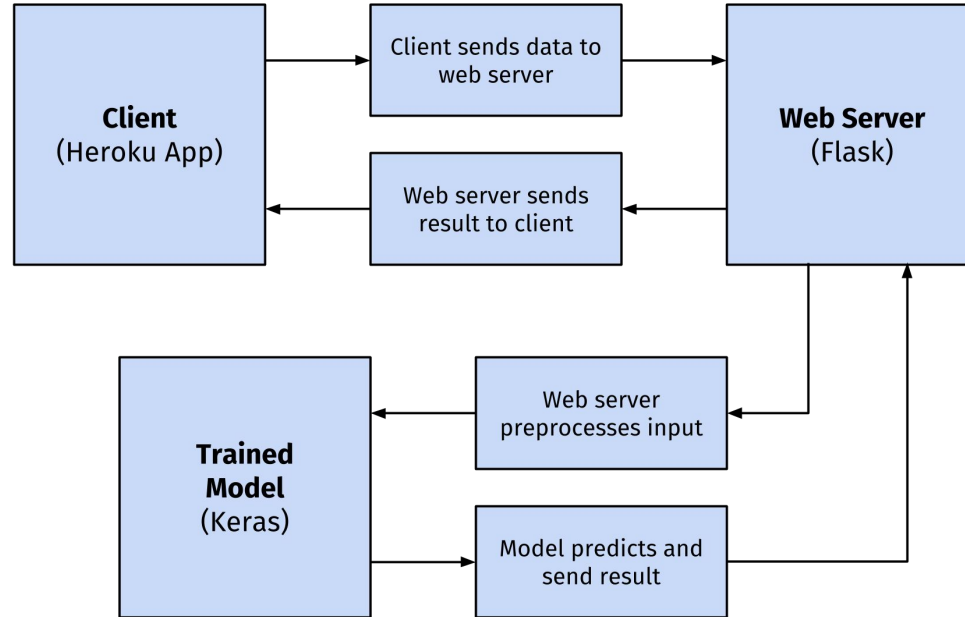 Client
(Heroku App)
Client sends data to
web server
Web Server
(Flask)
Web server sends
result to client
Trained
Model
(Keras)
Web server
preprocesses input
Model predicts and
send result